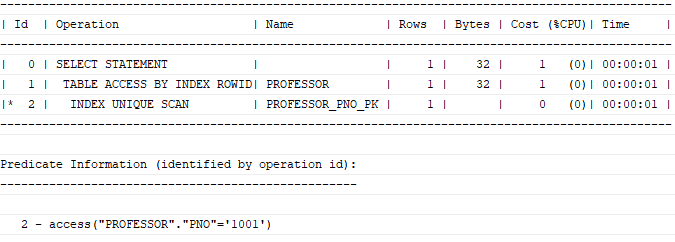 --------------------------------------------------------------------------------------------
| Id  | Operation                   | Name             | Rows  | Bytes | Cost (%CPU)| Time     |
--------------------------------------------------------------------------------------------
|   0 | SELECT STATEMENT            |                  |     1 |    32 |     1   (0)| 00:00:01 |
|   1 |  TABLE ACCESS BY INDEX ROWID| PROFESSOR        |     1 |    32 |     1   (0)| 00:00:01 |
|*  2 |   INDEX UNIQUE SCAN         | PROFESSOR_PNO_PK |     1 |       |     0   (0)| 00:00:01 |
--------------------------------------------------------------------------------------------
Predicate Information (identified by operation id):
---------------------------------------------------
2 - access("PROFESSOR"."PNO"='1001')